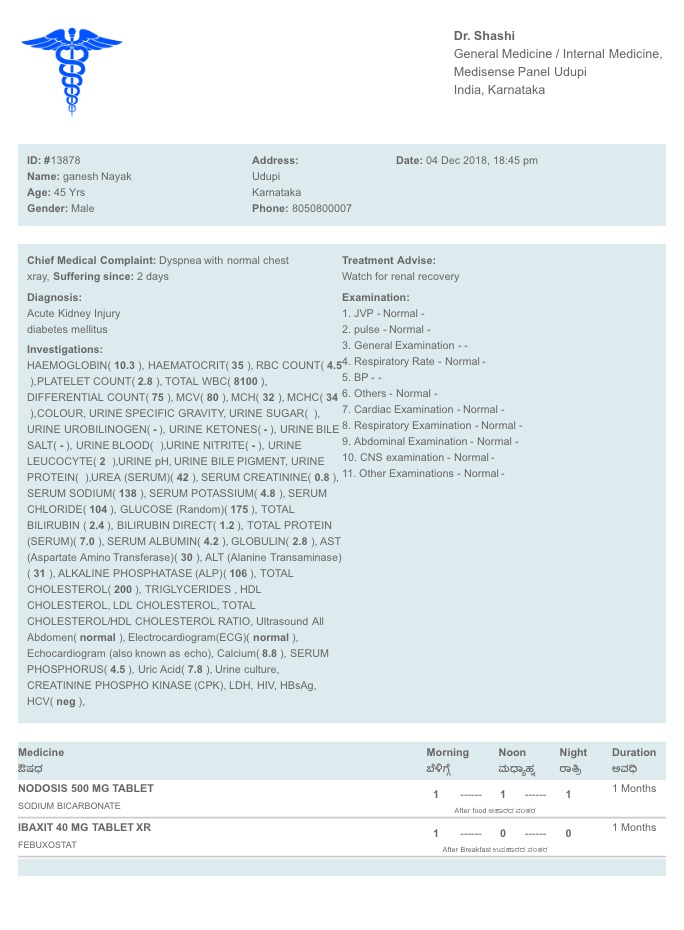 Dr. Shashi
General Medicine / Internal Medicine,
Medisense Panel Udupi
India, Karnataka
ID: #13878
Name: ganesh Nayak
Age: 45 Yrs
Gender: Male
Address:
Udupi
Karnataka
Phone: 8050800007
Date: 04 Dec 2018, 18:45 pm
Chief Medical Complaint: Dyspnea with normal chest
xray, Suffering since: 2 days
Diagnosis:
Acute Kidney Injury
diabetes mellitus
Investigations:
HAEMOGLOBIN( 10.3 ), HAEMATOCRIT( 35 ), RBC COUNT( 4.5
),PLATELET COUNT( 2.8 ), TOTAL WBC( 8100 ),
DIFFERENTIAL COUNT( 75 ), MCV( 80 ), MCH( 32 ), MCHC( 34
),COLOUR, URINE SPECIFIC GRAVITY, URINE SUGAR(  ),
URINE UROBILINOGEN( - ), URINE KETONES( - ), URINE BILE
SALT( - ), URINE BLOOD(  ),URINE NITRITE( - ), URINE
LEUCOCYTE( 2  ),URINE pH, URINE BILE PIGMENT, URINE
PROTEIN(  ),UREA (SERUM)( 42 ), SERUM CREATININE( 0.8 ),
SERUM SODIUM( 138 ), SERUM POTASSIUM( 4.8 ), SERUM
CHLORIDE( 104 ), GLUCOSE (Random)( 175 ), TOTAL
BILIRUBIN ( 2.4 ), BILIRUBIN DIRECT( 1.2 ), TOTAL PROTEIN
(SERUM)( 7.0 ), SERUM ALBUMIN( 4.2 ), GLOBULIN( 2.8 ), AST
(Aspartate Amino Transferase)( 30 ), ALT (Alanine Transaminase)
( 31 ), ALKALINE PHOSPHATASE (ALP)( 106 ), TOTAL
CHOLESTEROL( 200 ), TRIGLYCERIDES , HDL
CHOLESTEROL, LDL CHOLESTEROL, TOTAL
CHOLESTEROL/HDL CHOLESTEROL RATIO, Ultrasound All
Abdomen( normal ), Electrocardiogram(ECG)( normal ),
Echocardiogram (also known as echo), Calcium( 8.8 ), SERUM
PHOSPHORUS( 4.5 ), Uric Acid( 7.8 ), Urine culture,
CREATININE PHOSPHO KINASE (CPK), LDH, HIV, HBsAg,
HCV( neg ),
Treatment Advise:
Watch for renal recovery
Examination:
1. JVP - Normal -
2. pulse - Normal -
3. General Examination - -
4. Respiratory Rate - Normal -
5. BP - -
6. Others - Normal -
7. Cardiac Examination - Normal -
8. Respiratory Examination - Normal -
9. Abdominal Examination - Normal -
10. CNS examination - Normal -
11. Other Examinations - Normal -
Medicine Morning Noon Night Duration
ಔಷಧ ಬೆಳಿಗ್ಗೆ ಮಧ್ಯಾಹ್ನ ರಾತ್ರಿ ಅವಧಿ
NODOSIS 500 MG TABLET 1 ------ 1 ------ 1 1 Months
SODIUM BICARBONATE After food ಆಹಾರದ ನಂತರ
IBAXIT 40 MG TABLET XR 1 ------ 0 ------ 0 1 Months
FEBUXOSTAT After Breakfast ಉಪಹಾರದ ನಂತರ